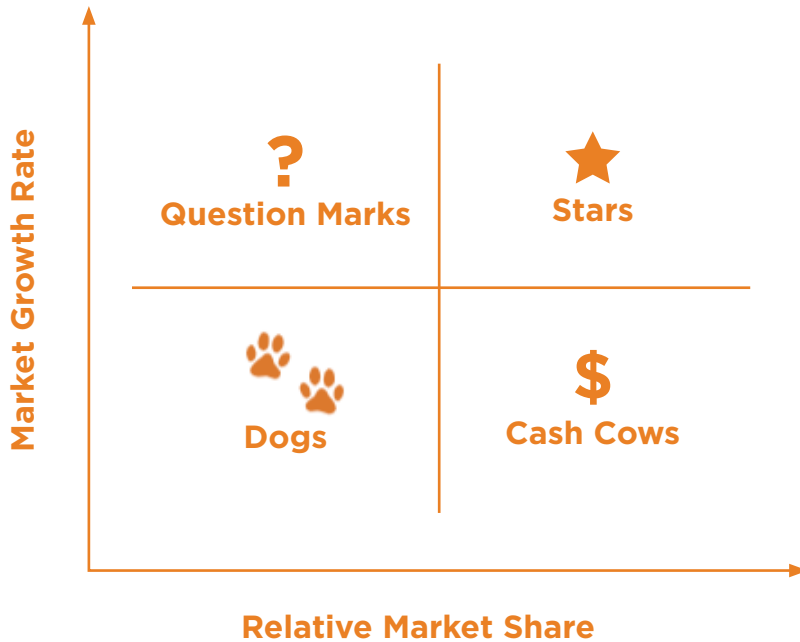 Market Growth Rate
?
Question Marks
Stars
Dogs
$
Cash Cows
Relative Market Share